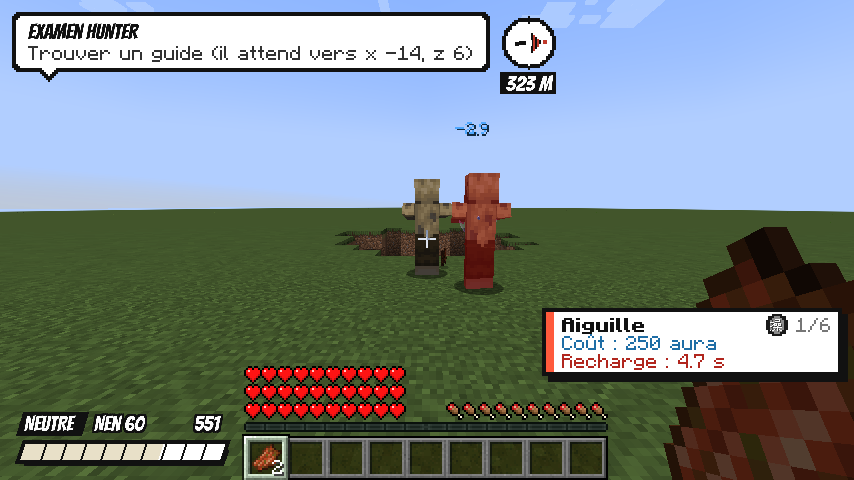 EXAMEN HUNTER
Trouver un guide (il attend vers x -14, z 6)
323 M
-2.9
Aiguille
1/6
Coût : 250 aura
Recharge : 4.7 s
NEUTRE
NEN 60
551
2